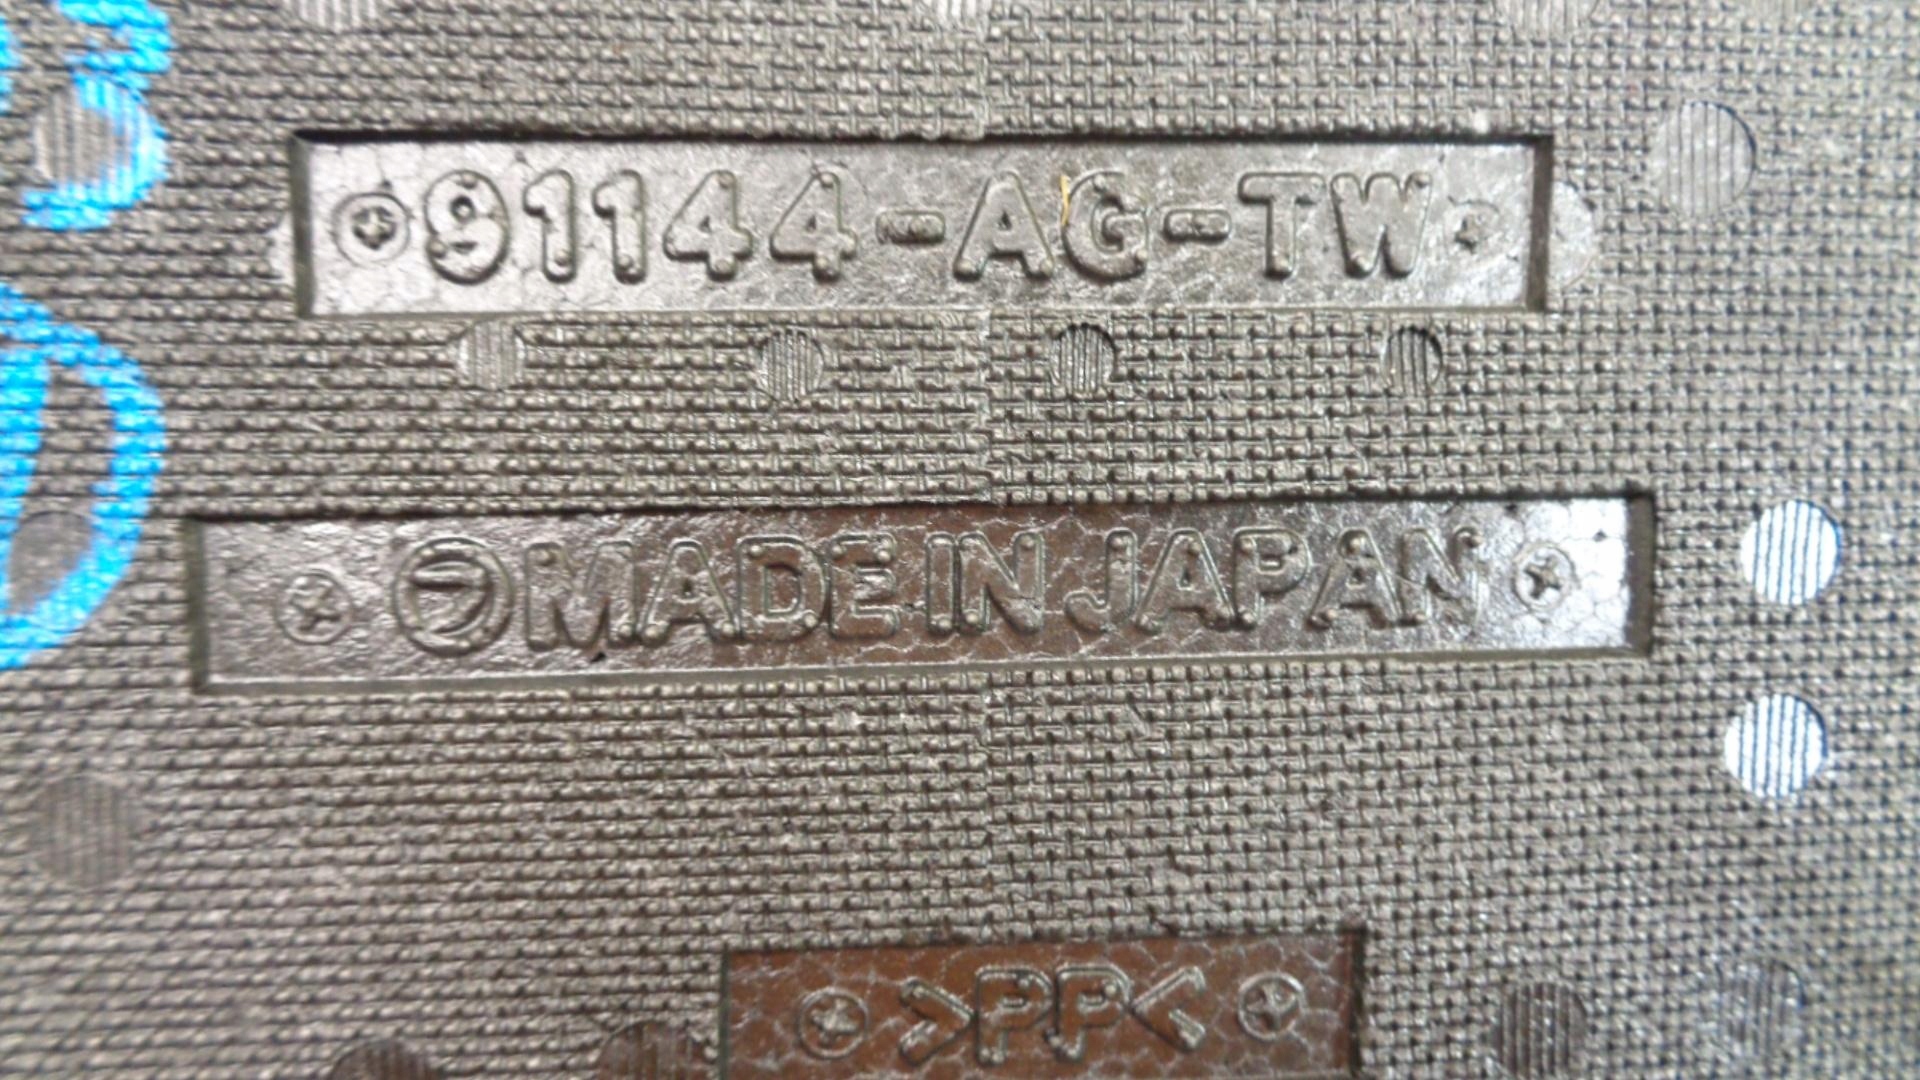 91144-AG-TW
MADE IN JAPAN
>PP<